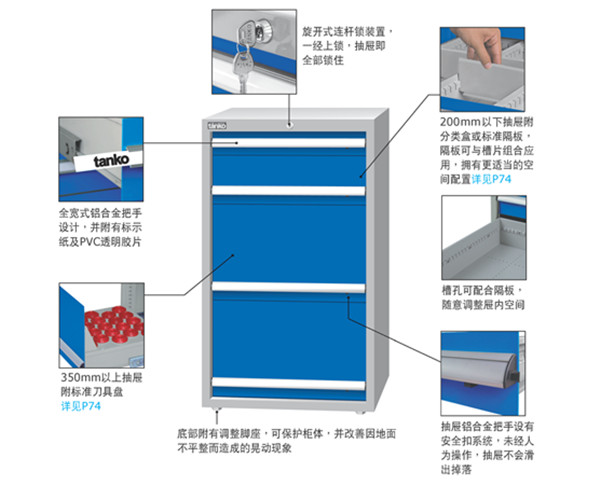 旋开式连杆锁装置，
一经上锁，抽屉即
全部锁住
200mm以下抽屉附
分类盒或标准隔板，
隔板可与槽片组合应
用，拥有更适当的空
间配置详见P74
tanko
tanko
全宽式铝合金把手
设计，并附有标示
纸及PVC透明胶片
槽孔可配合隔板，
随意调整屉内空间
350mm以上抽屉
附标准刀具盘
详见P74
抽屉铝合金把手设有
安全扣系统，未经人
为操作，抽屉不会滑
出掉落
底部附有调整脚座，可保护柜体，并改善因地面
不平整而造成的晃动现象